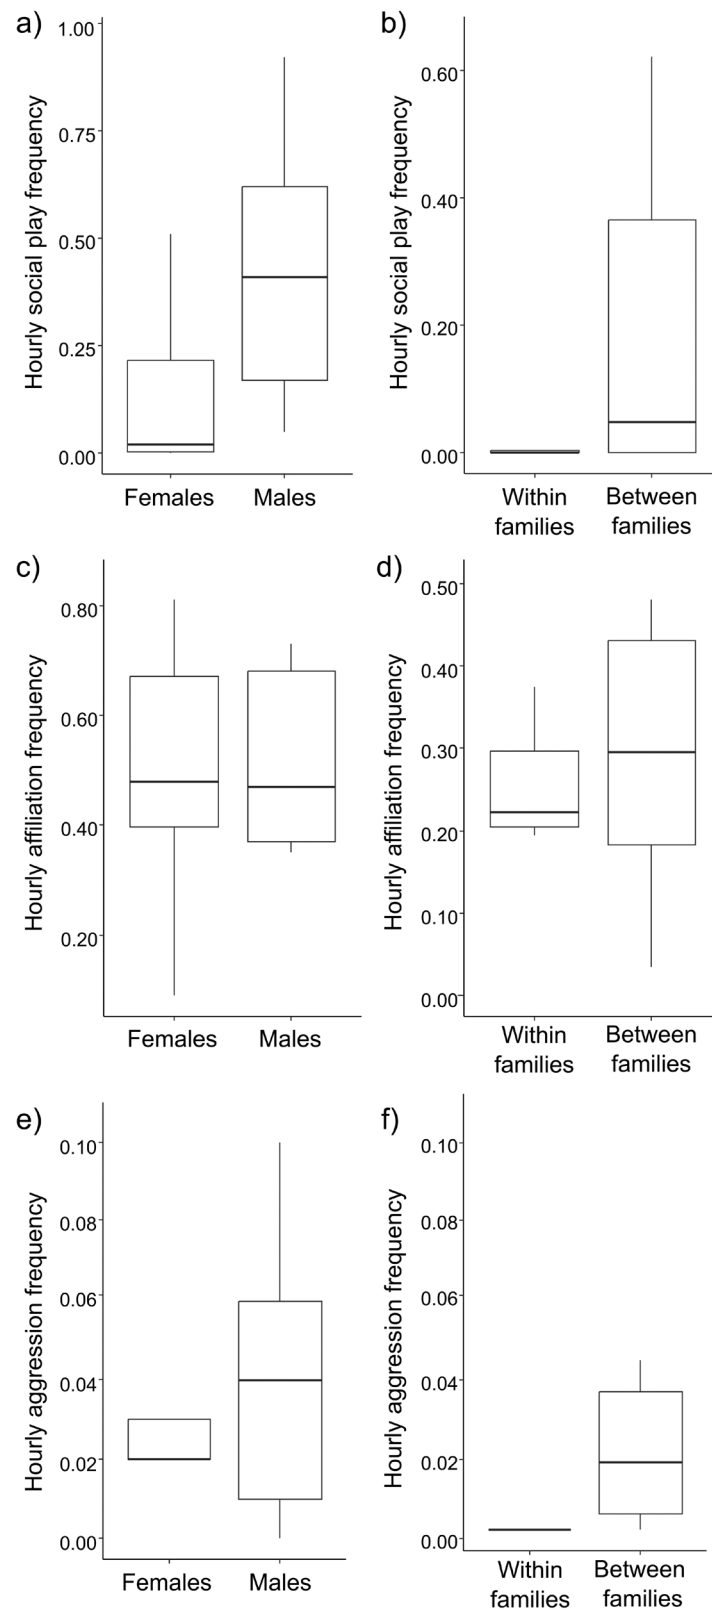 a)
Hourly social play frequency
1.00
0.75
0.50
0.25
0.00
Females
Males
b)
Hourly social play frequency
0.60
0.40
0.20
0.00
Within
families
Between
families
c)
Hourly affiliation frequency
0.80
0.60
0.40
0.20
Females
Males
d)
Hourly affiliation frequency
0.50
0.40
0.30
0.20
0.10
0.00
Within
families
Between
families
e)
Hourly aggression frequency
0.10
0.08
0.06
0.04
0.02
0.00
Females
Males
f)
Hourly aggression frequency
0.10
0.08
0.06
0.04
0.02
0.00
Within
families
Between
families